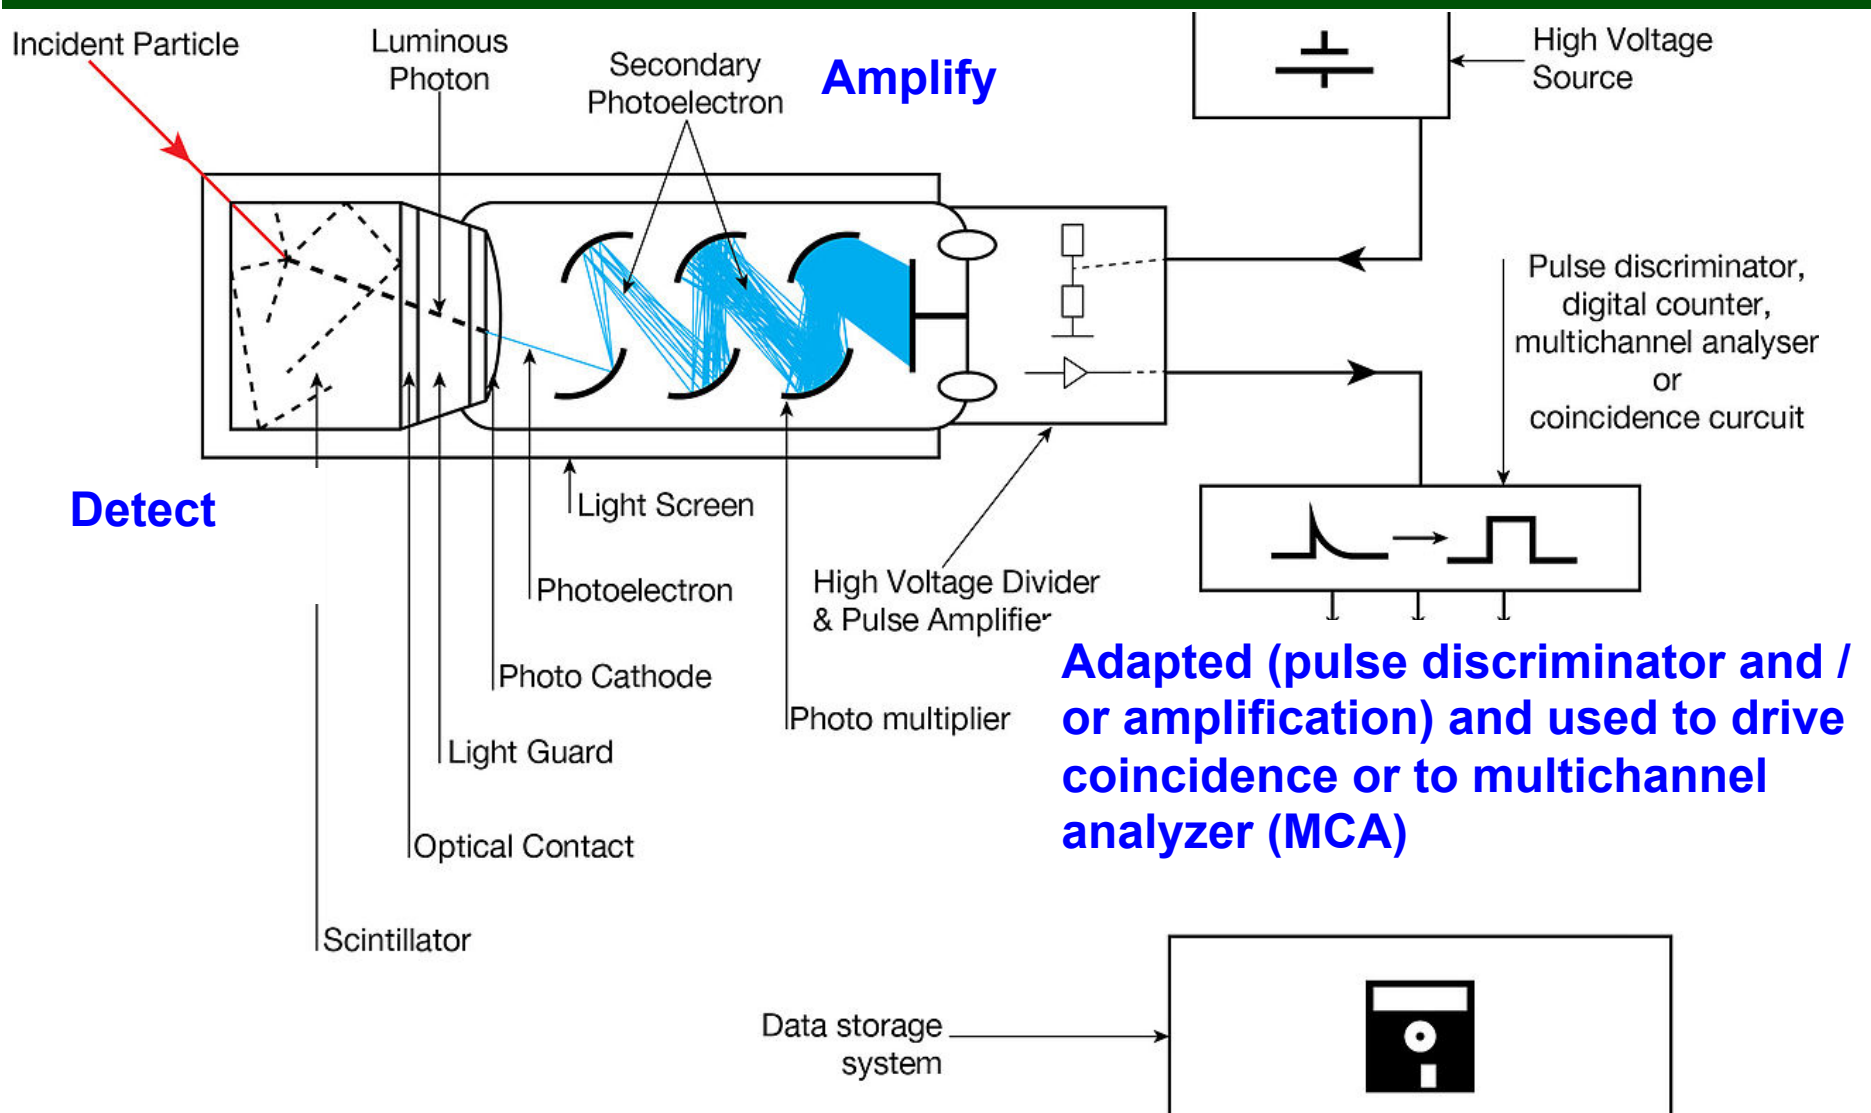 Incident Particle
Luminous
Photon
Secondary
Photoelectron
Amplify
High Voltage
Source
Pulse discriminator,
digital counter,
multichannel analyser
or
coincidence curcuit
Detect
Light Screen
Photoelectron
High Voltage Divider
& Pulse Amplifier
Photo Cathode
Photo multiplier
Light Guard
Optical Contact
Scintillator
Adapted (pulse discriminator and /
or amplification) and used to drive
coincidence or to multichannel
analyzer (MCA)
Data storage
system